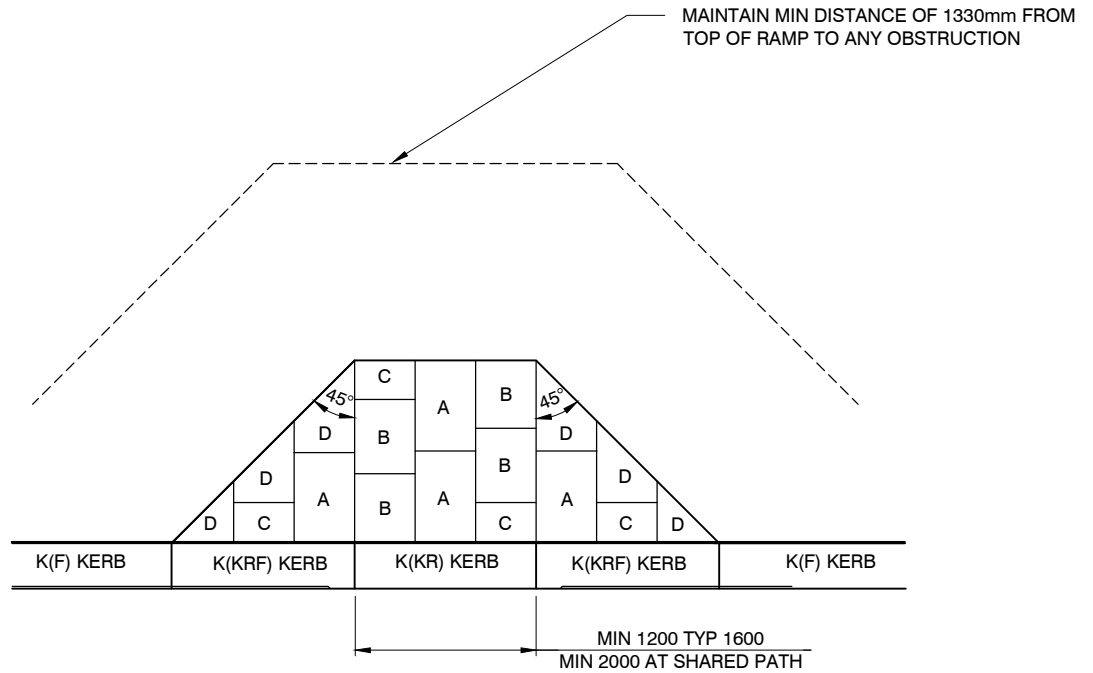 MAINTAIN MIN DISTANCE OF 1330mm FROM
TOP OF RAMP TO ANY OBSTRUCTION
C
A
B
45°
45°
D
B
D
B
D
D
A
A
A
D
C
B
C
C
D
K(F) KERB
K(KRF) KERB
K(KR) KERB
K(KRF) KERB
K(F) KERB
MIN 1200 TYP 1600
MIN 2000 AT SHARED PATH